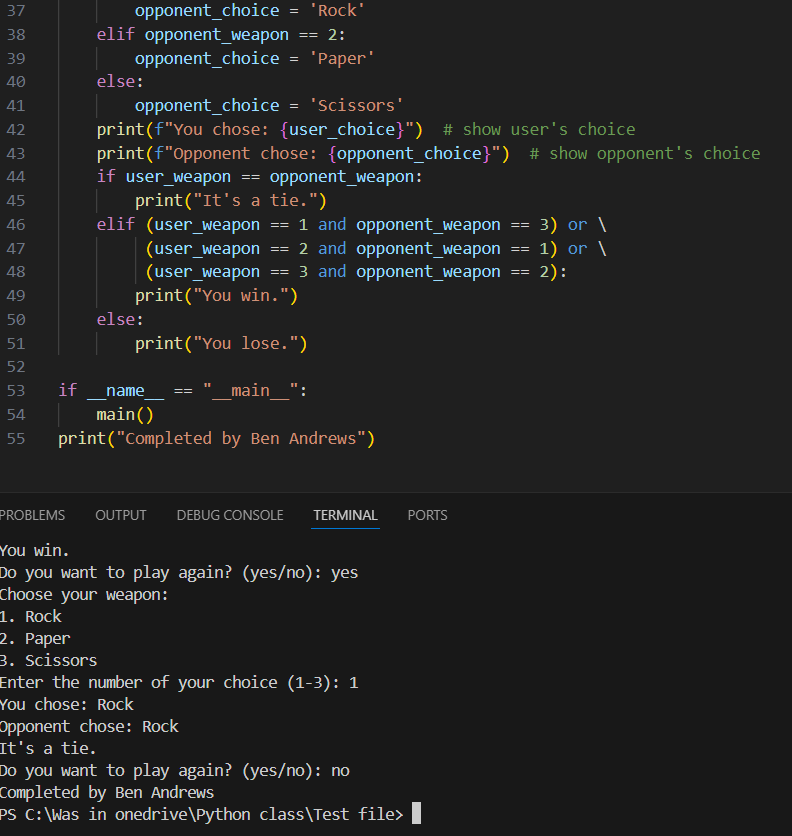 37 opponent_choice = 'Rock'
38 elif opponent_weapon == 2:
39 opponent_choice = 'Paper'
40 else:
41 opponent_choice = 'Scissors'
42 print(f"You chose: {user_choice}")  # show user's choice
43 print(f"Opponent chose: {opponent_choice}")  # show opponent's choice
44 if user_weapon == opponent_weapon:
45 print("It's a tie.")
46 elif (user_weapon == 1 and opponent_weapon == 3) or \
47 (user_weapon == 2 and opponent_weapon == 1) or \
48 (user_weapon == 3 and opponent_weapon == 2):
49 print("You win.")
50 else:
51 print("You lose.")
52
53 if __name__ == "__main__":
54 main()
55 print("Completed by Ben Andrews")
PROBLEMS OUTPUT DEBUG CONSOLE TERMINAL PORTS
You win.
Do you want to play again? (yes/no): yes
Choose your weapon:
1. Rock
2. Paper
3. Scissors
Enter the number of your choice (1-3): 1
You chose: Rock
Opponent chose: Rock
It's a tie.
Do you want to play again? (yes/no): no
Completed by Ben Andrews
PS C:\Was in onedrive\Python class\Test file>